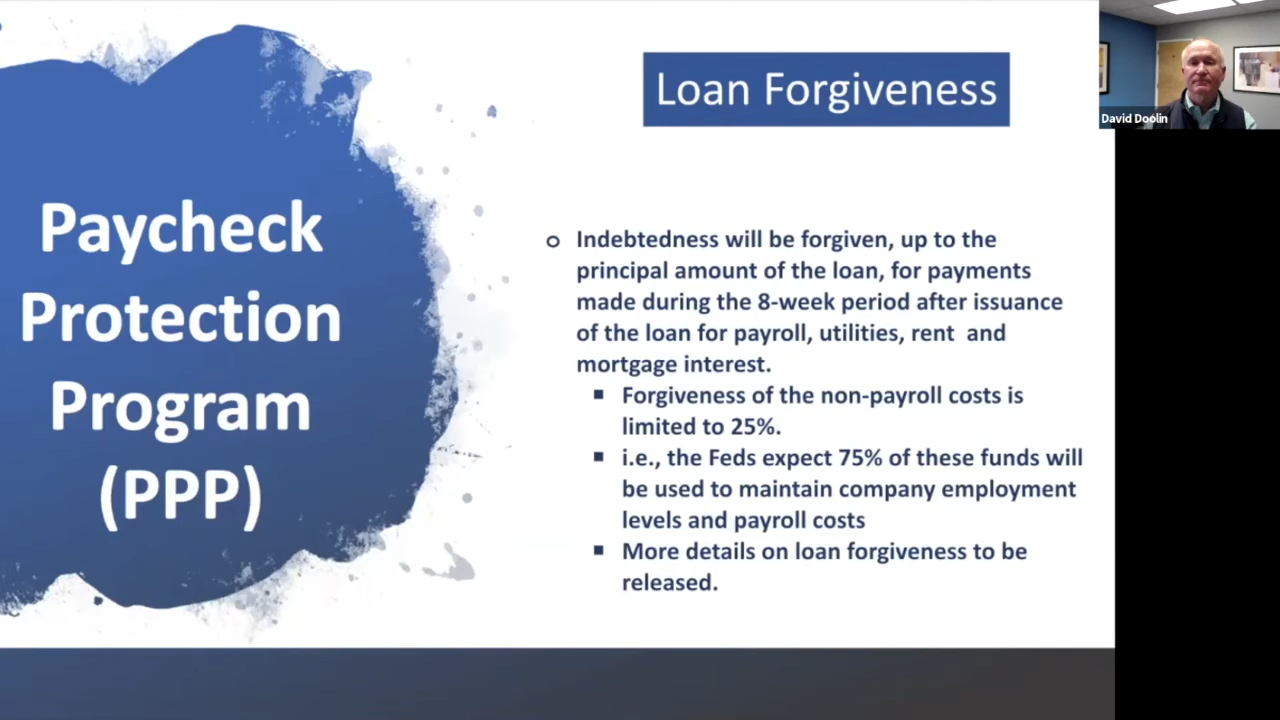 Paycheck
Protection
Program
(PPP)
Loan Forgiveness
o Indebtedness will be forgiven, up to the
principal amount of the loan, for payments
made during the 8-week period after issuance
of the loan for payroll, utilities, rent and
mortgage interest.
▪ Forgiveness of the non-payroll costs is
limited to 25%.
▪ i.e., the Feds expect 75% of these funds will
be used to maintain company employment
levels and payroll costs
▪ More details on loan forgiveness to be
released.
David Doolin